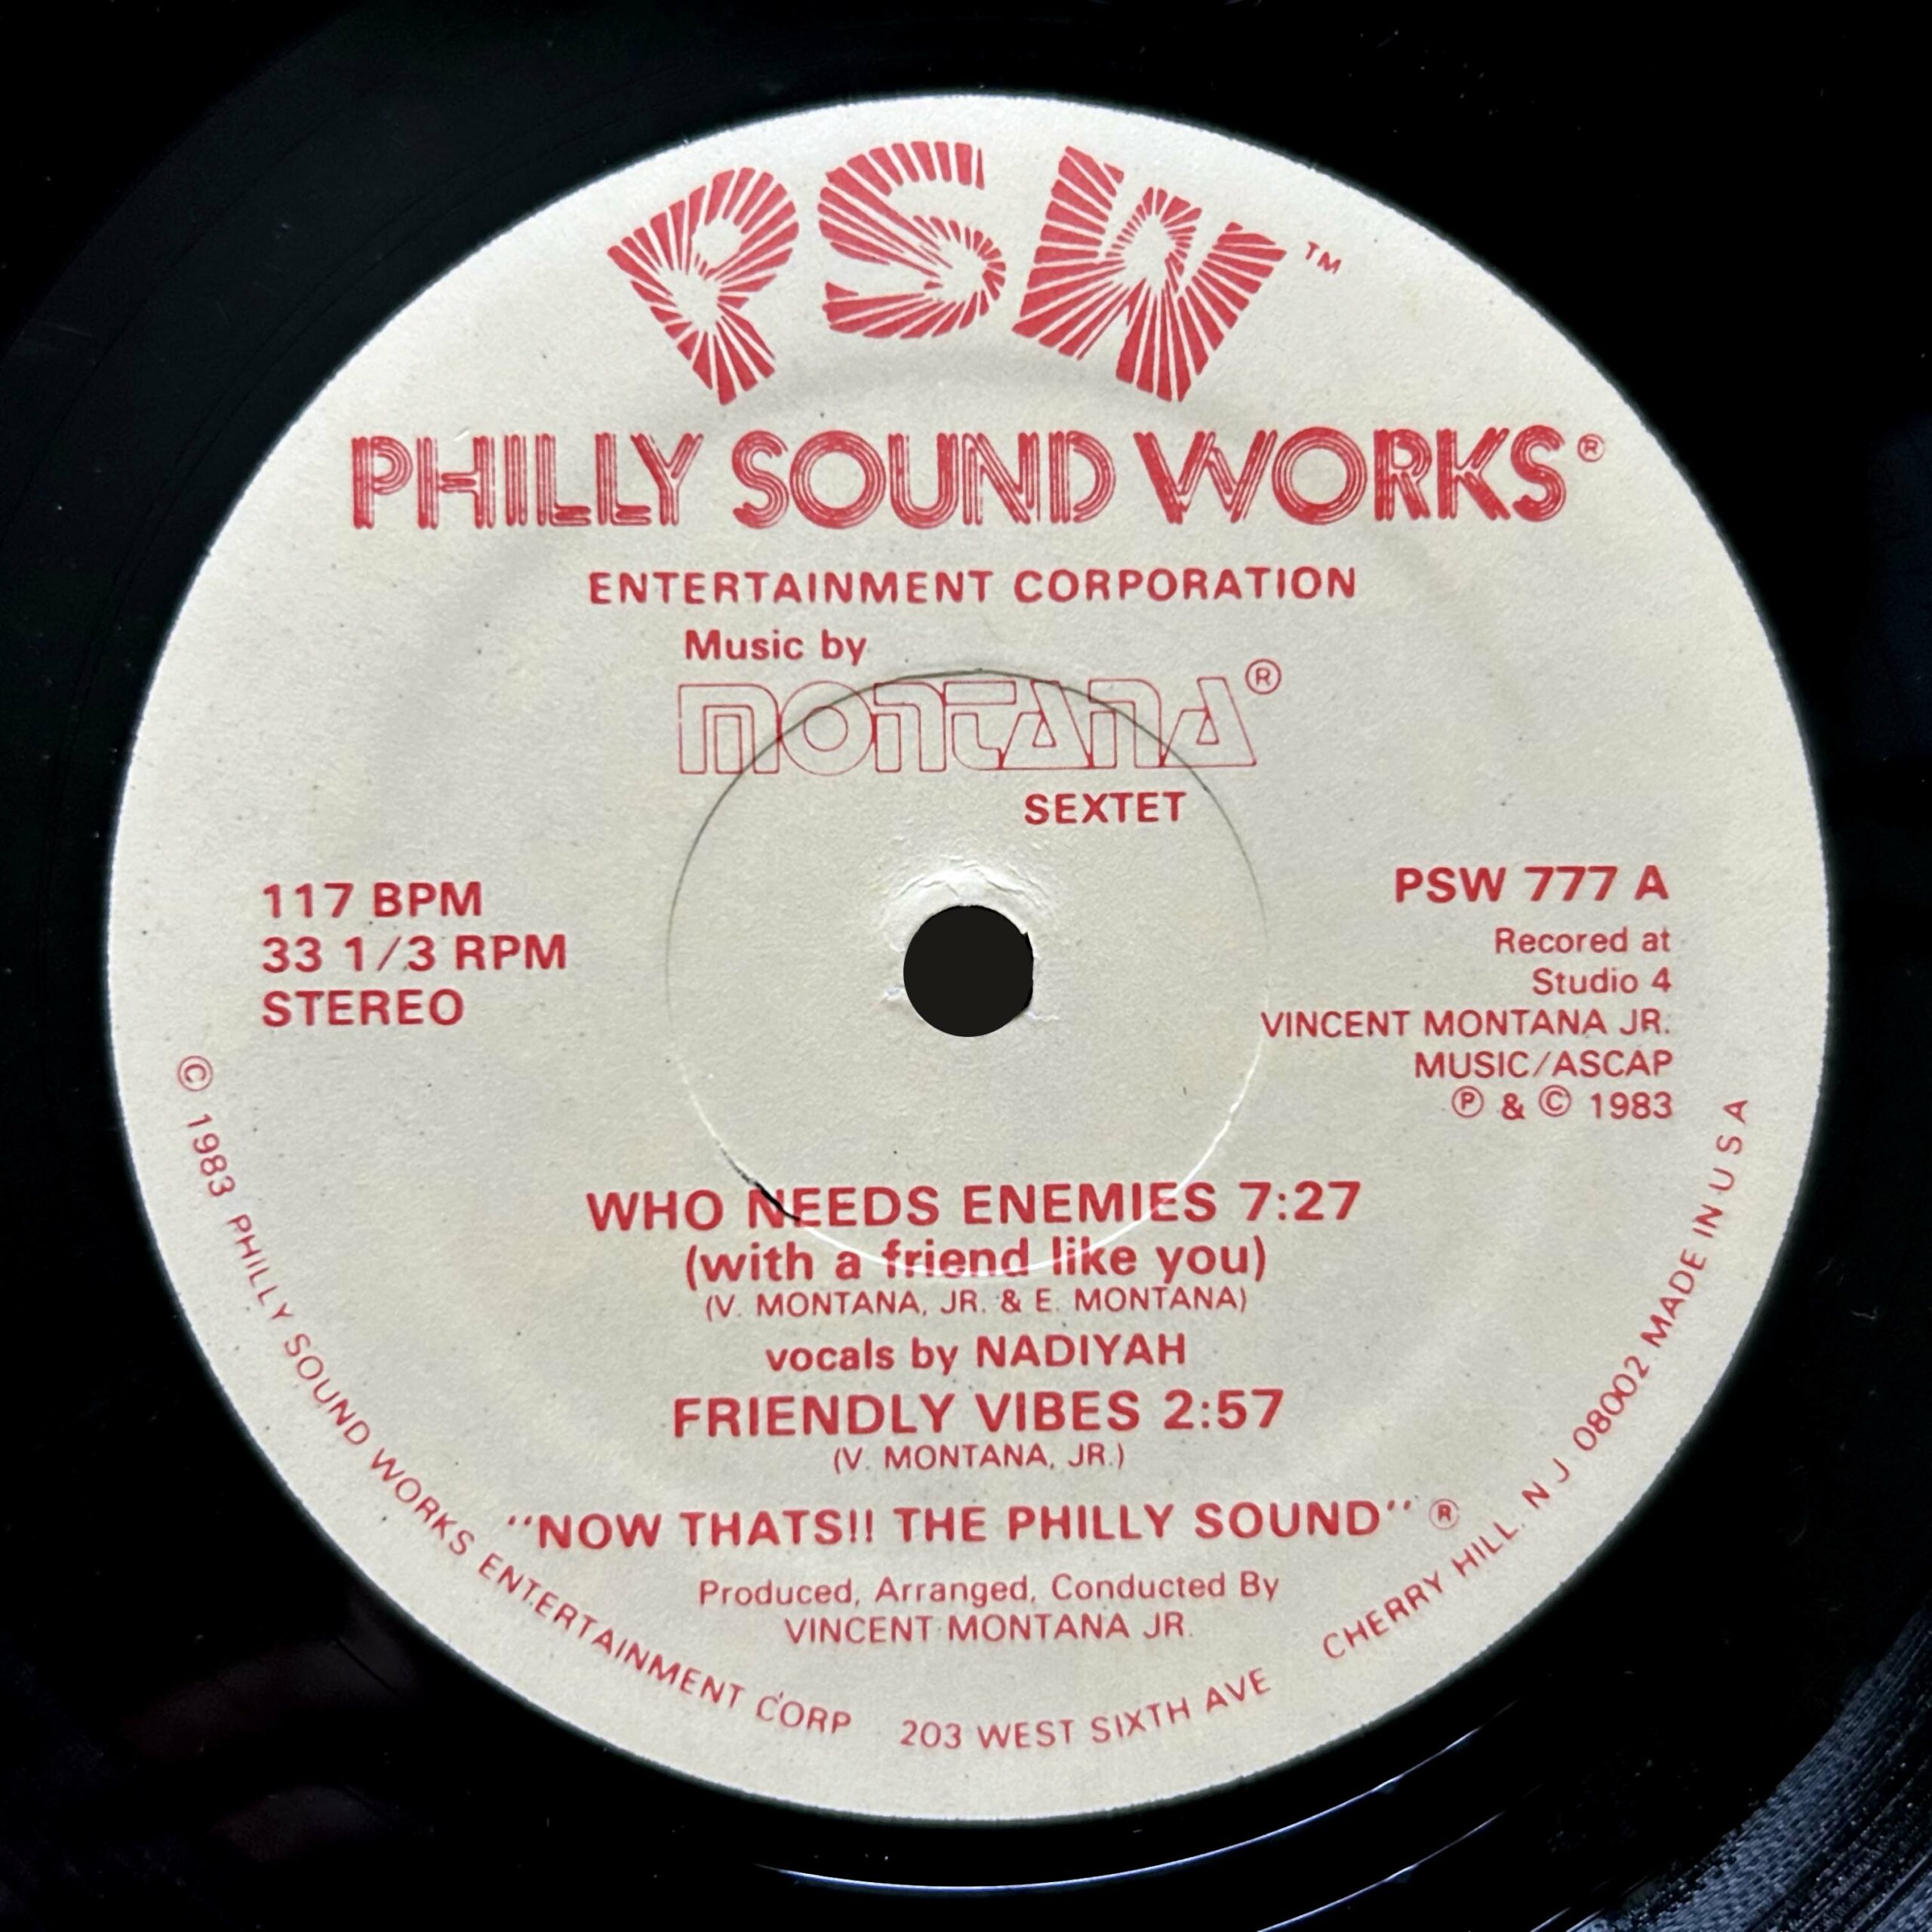 PSW™
PHILLY SOUND WORKS®
ENTERTAINMENT CORPORATION
Music by
montana®
SEXTET
117 BPM
33 1/3 RPM
STEREO
PSW 777 A
Recored at
Studio 4
VINCENT MONTANA JR.
MUSIC/ASCAP
℗ & © 1983
WHO NEEDS ENEMIES 7:27
(with a friend like you)
(V. MONTANA, JR. & E. MONTANA)
vocals by NADIYAH
FRIENDLY VIBES 2:57
(V. MONTANA, JR.)
"NOW THATS!! THE PHILLY SOUND" ®
Produced, Arranged, Conducted By
VINCENT MONTANA JR.
© 1983 PHILLY SOUND WORKS ENTERTAINMENT CORP 203 WEST SIXTH AVE CHERRY HILL. N J 08002 MADE IN U S A